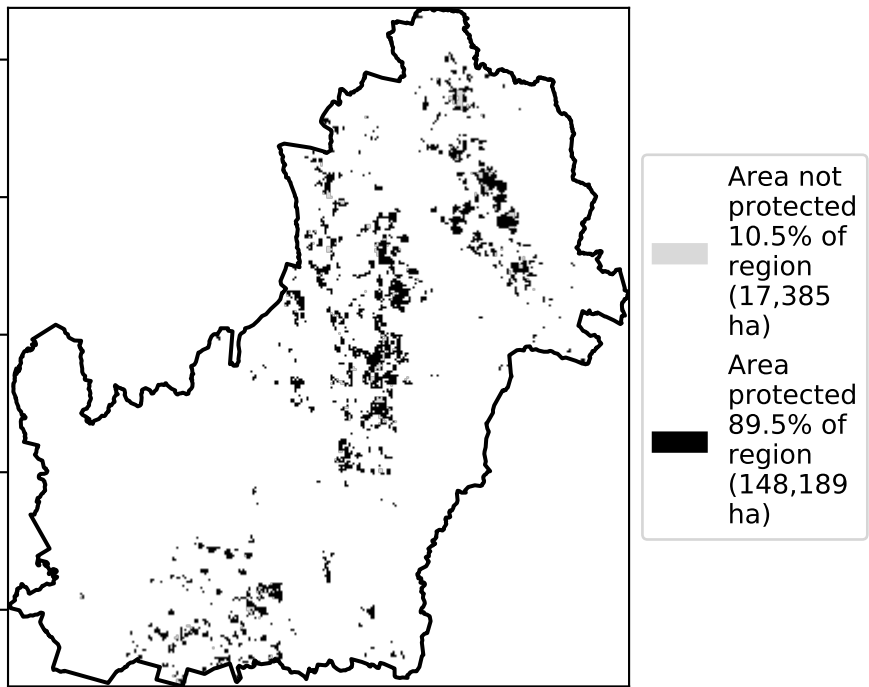 Area not
protected
10.5% of
region
(17,385
ha)
Area
protected
89.5% of
region
(148,189
ha)